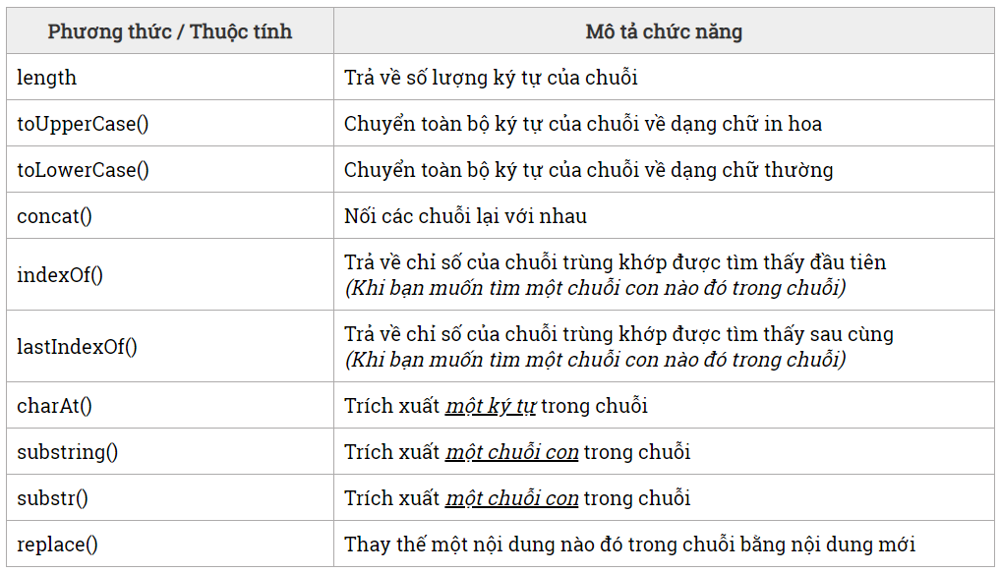 Phương thức / Thuộc tính
Mô tả chức năng
length
Trả về số lượng ký tự của chuỗi
toUpperCase()
Chuyển toàn bộ ký tự của chuỗi về dạng chữ in hoa
toLowerCase()
Chuyển toàn bộ ký tự của chuỗi về dạng chữ thường
concat()
Nối các chuỗi lại với nhau
indexOf()
Trả về chỉ số của chuỗi trùng khớp được tìm thấy đầu tiên
(Khi bạn muốn tìm một chuỗi con nào đó trong chuỗi)
lastIndexOf()
Trả về chỉ số của chuỗi trùng khớp được tìm thấy sau cùng
(Khi bạn muốn tìm một chuỗi con nào đó trong chuỗi)
charAt()
Trích xuất một ký tự trong chuỗi
substring()
Trích xuất một chuỗi con trong chuỗi
substr()
Trích xuất một chuỗi con trong chuỗi
replace()
Thay thế một nội dung nào đó trong chuỗi bằng nội dung mới